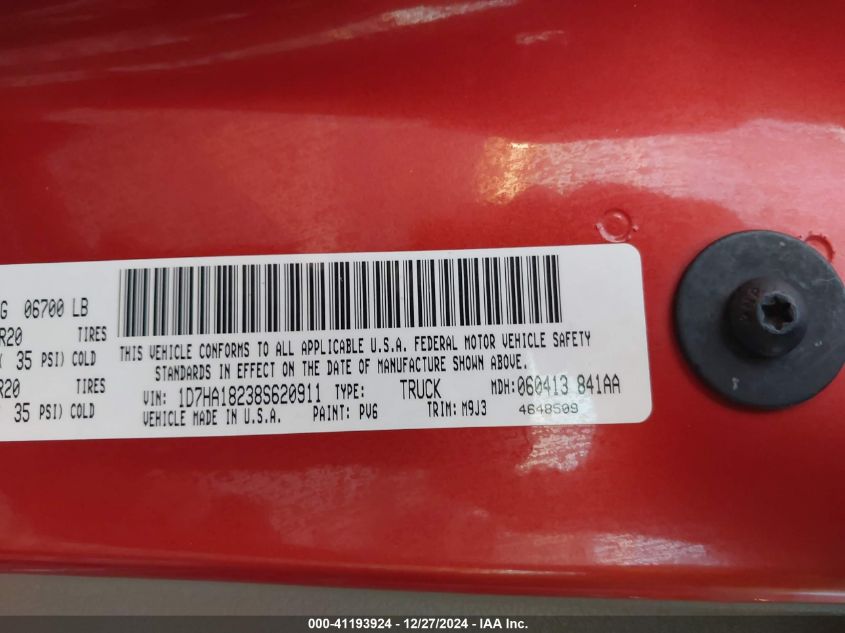 G 06700 LB
R20 TIRES
35 PSI) COLD
R20 TIRES
35 PSI) COLD
THIS VEHICLE CONFORMS TO ALL APPLICABLE U.S.A. FEDERAL MOTOR VEHICLE SAFETY
STANDARDS IN EFFECT ON THE DATE OF MANUFACTURE SHOWN ABOVE.
VIN: 1D7HA18238S620911 TYPE: TRUCK MDH: 060413 841AA
VEHICLE MADE IN U.S.A. PAINT: PV6 TRIM: M9J3 4648509
000-41193924 - 12/27/2024 - IAA Inc.